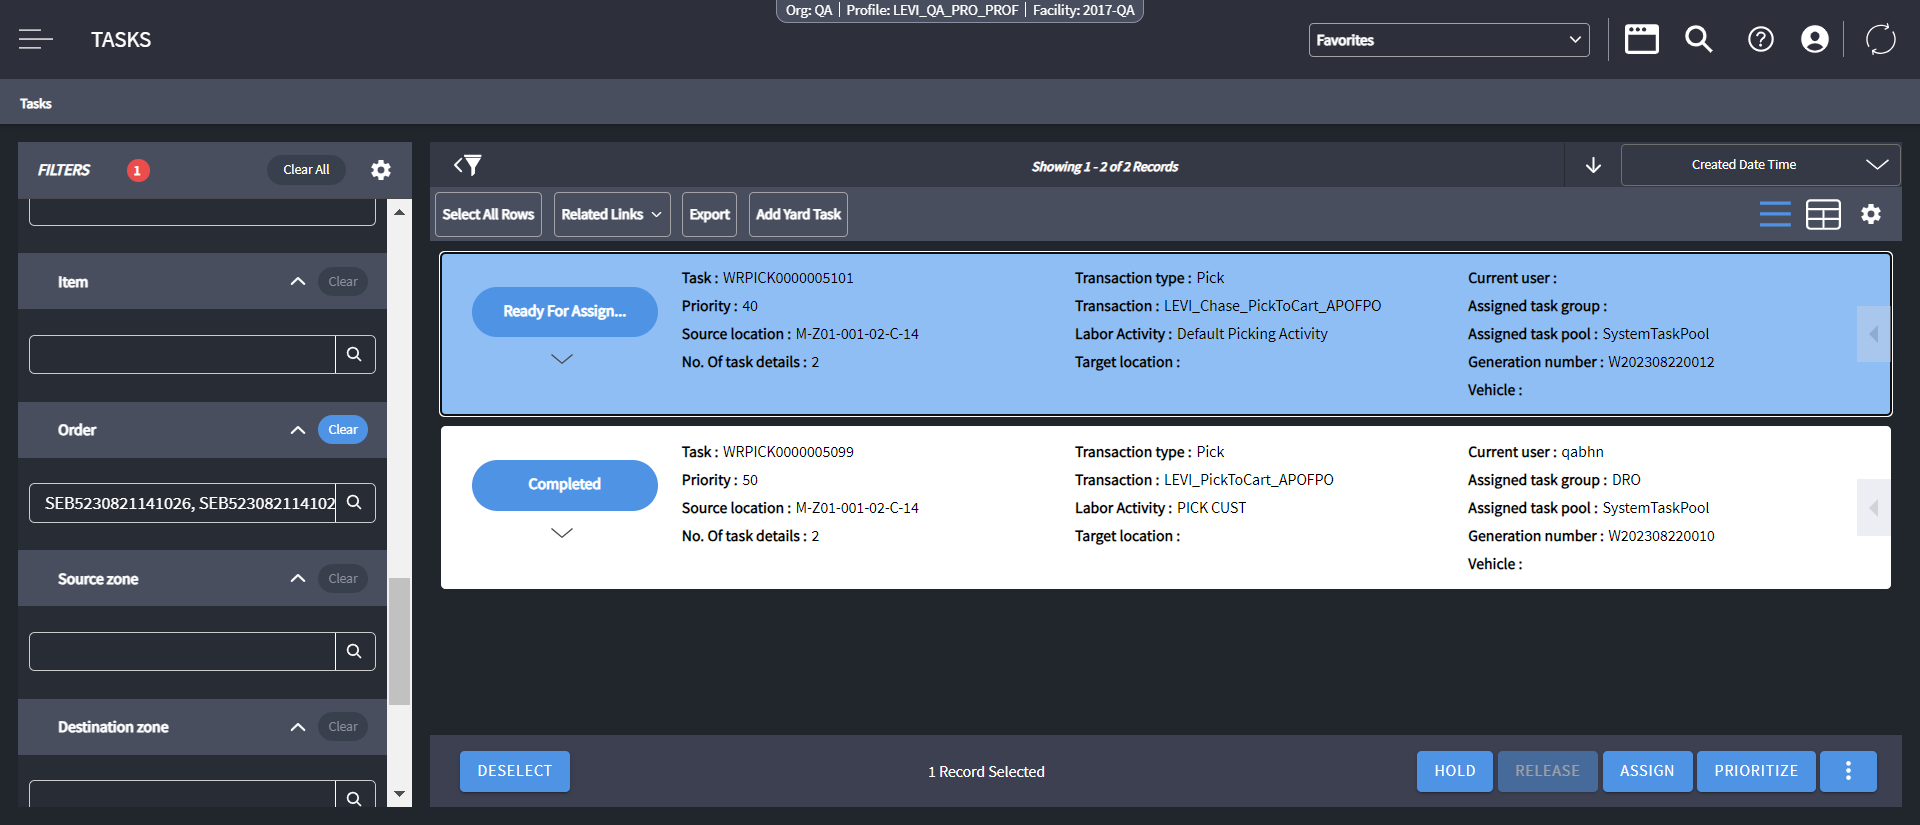 Org: QA | Profile: LEVI_QA_PRO_PROF | Facility: 2017-QA
TASKS
Favorites
Tasks
FILTERS 1 Clear All
Item Clear
Order Clear
SEB5230821141026, SEB523082114102
Source zone Clear
Destination zone Clear
Showing 1 - 2 of 2 Records
Created Date Time
Select All Rows Related Links Export Add Yard Task
Ready For Assign...
Task : WRPICK0000005101
Priority : 40
Source location : M-Z01-001-02-C-14
No. Of task details : 2
Transaction type : Pick
Transaction : LEVI_Chase_PickToCart_APOFPO
Labor Activity : Default Picking Activity
Target location :
Current user :
Assigned task group :
Assigned task pool : SystemTaskPool
Generation number : W202308220012
Vehicle :
Completed
Task : WRPICK0000005099
Priority : 50
Source location : M-Z01-001-02-C-14
No. Of task details : 2
Transaction type : Pick
Transaction : LEVI_PickToCart_APOFPO
Labor Activity : PICK CUST
Target location :
Current user : qabhn
Assigned task group : DRO
Assigned task pool : SystemTaskPool
Generation number : W202308220010
Vehicle :
DESELECT
1 Record Selected
HOLD RELEASE ASSIGN PRIORITIZE